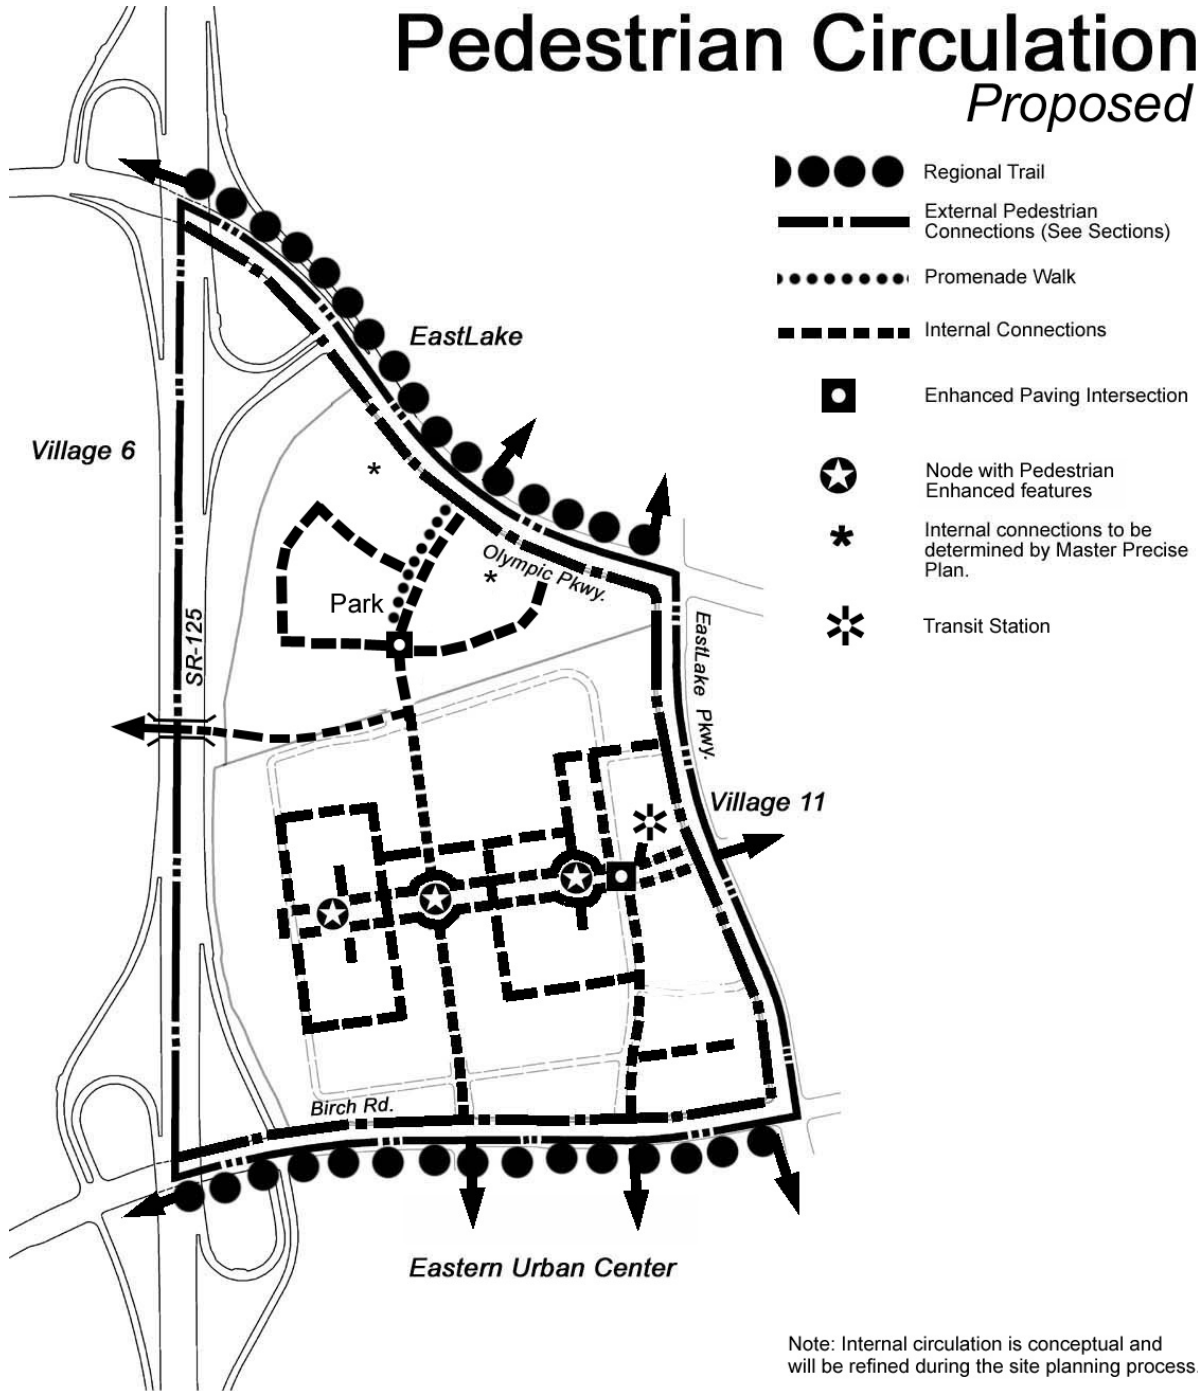 Pedestrian Circulation
Proposed
Regional Trail
External Pedestrian
Connections (See Sections)
Promenade Walk
Internal Connections
Enhanced Paving Intersection
Node with Pedestrian
Enhanced features
Internal connections to be
determined by Master Precise
Plan.
Transit Station
EastLake
Village 6
Olympic Pkwy.
Park
SR-125
EastLake Pkwy.
Village 11
Birch Rd.
Eastern Urban Center
Note: Internal circulation is conceptual and
will be refined during the site planning process.